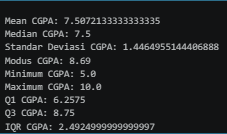 Mean CGPA: 7.5072133333333335
Median CGPA: 7.5
Standar Deviasi CGPA: 1.4464955144406888
Modus CGPA: 8.69
Minimum CGPA: 5.0
Maximum CGPA: 10.0
Q1 CGPA: 6.2575
Q3 CGPA: 8.75
IQR CGPA: 2.4924999999999997